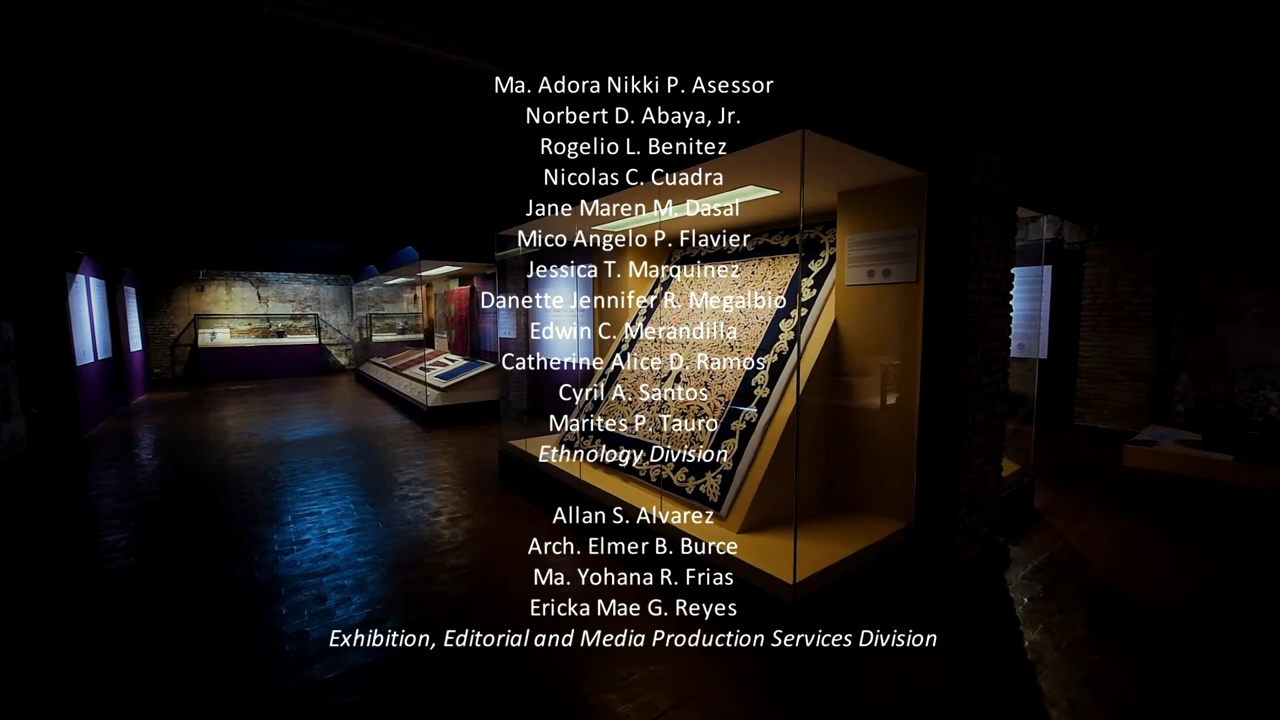 Ma. Adora Nikki P. Asessor
Norbert D. Abaya, Jr.
Rogelio L. Benitez
Nicolas C. Cuadra
Jane Maren M. Dasal
Mico Angelo P. Flavier
Jessica T. Marquinez
Danette Jennifer R. Megalbio
Edwin C. Merandilla
Catherine Alice D. Ramos
Cyril A. Santos
Marites P. Tauro
Ethnology Division
Allan S. Alvarez
Arch. Elmer B. Burce
Ma. Yohana R. Frias
Ericka Mae G. Reyes
Exhibition, Editorial and Media Production Services Division